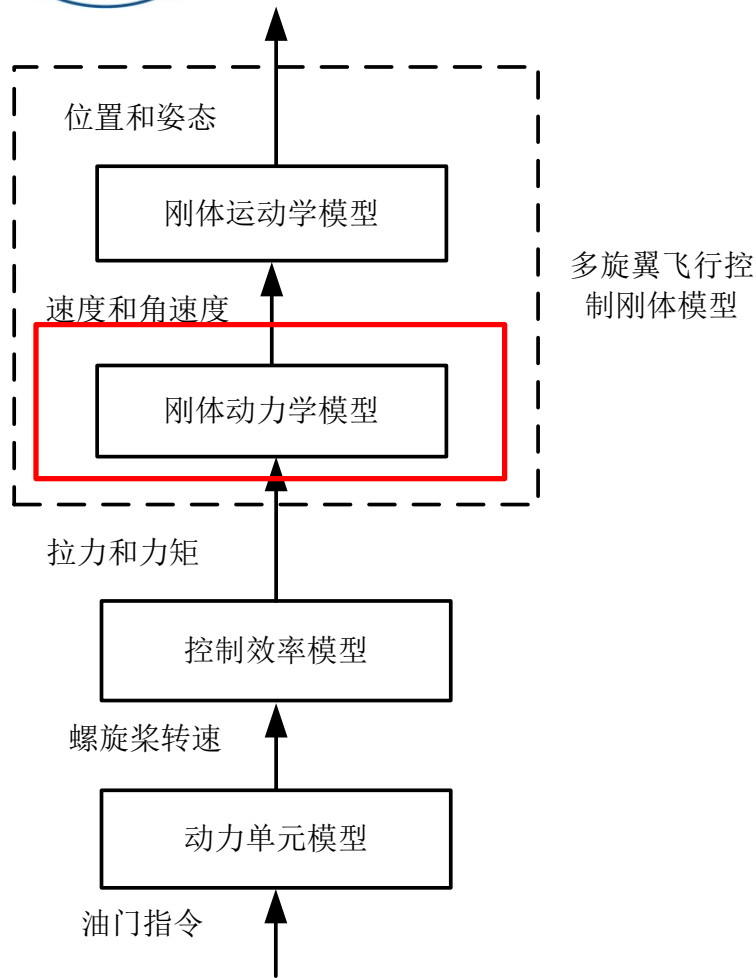 位置和姿态
刚体运动学模型
多旋翼飞行控
制刚体模型
速度和角速度
刚体动力学模型
拉力和力矩
控制效率模型
螺旋桨转速
动力单元模型
油门指令